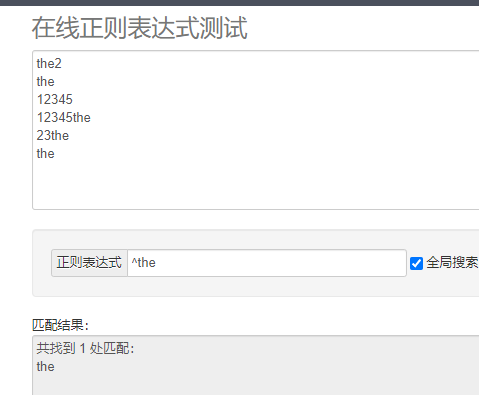 在线正则表达式测试
the2
the
12345
12345the
23the
the
正则表达式 ^the 全局搜索
匹配结果:
共找到 1 处匹配:
the